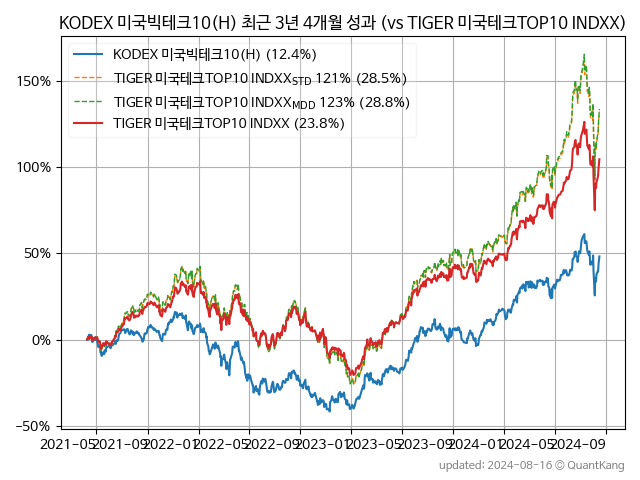 KODEX 미국빅테크10(H) 최근 3년 4개월 성과 (vs TIGER 미국테크TOP10 INDXX)
KODEX 미국빅테크10(H) (12.4%)
TIGER 미국테크TOP10 INDXX_STD 121% (28.5%)
TIGER 미국테크TOP10 INDXX_MDD 123% (28.8%)
TIGER 미국테크TOP10 INDXX (23.8%)
150%
100%
50%
0%
−50%
2021-05 2021-09 2022-01 2022-05 2022-09 2023-01 2023-05 2023-09 2024-01 2024-05 2024-09
updated: 2024-08-16 © QuantKang